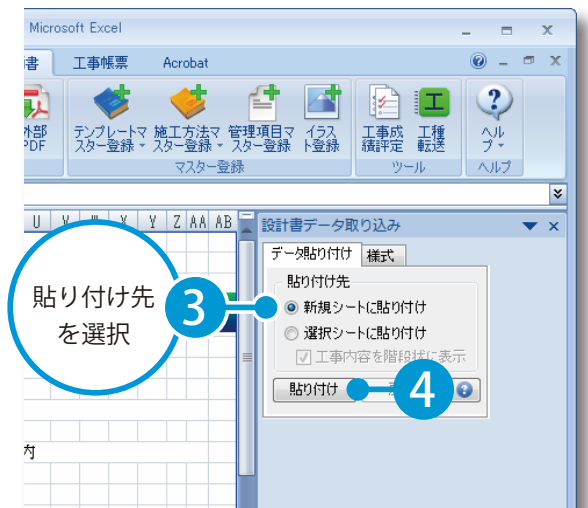 Microsoft Excel
書 工事帳票 Acrobat
外部
PDF
テンプレートマ
スター登録
施工方法マ
スター登録
管理項目マ
スター登録
イラス
ト登録
工事成
績評定
工種
転送
ヘル
プ
マスター登録 ツール ヘルプ
U V W X Y Z AA AB
設計書データ取り込み
データ貼り付け 様式
貼り付け先
新規シートに貼り付け
選択シートに貼り付け
工事内容を階段状に表示
貼り付け
貼り付け先
を選択
3
4
内